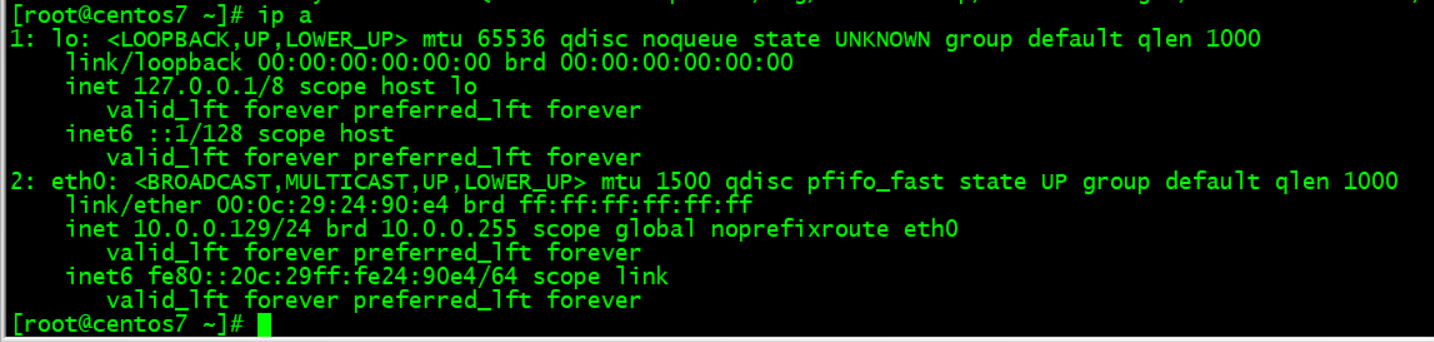 [root@centos7 ~]# ip a
1: lo: <LOOPBACK,UP,LOWER_UP> mtu 65536 qdisc noqueue state UNKNOWN group default qlen 1000
    link/loopback 00:00:00:00:00:00 brd 00:00:00:00:00:00
    inet 127.0.0.1/8 scope host lo
       valid_lft forever preferred_lft forever
    inet6 ::1/128 scope host
       valid_lft forever preferred_lft forever
2: eth0: <BROADCAST,MULTICAST,UP,LOWER_UP> mtu 1500 qdisc pfifo_fast state UP group default qlen 1000
    link/ether 00:0c:29:24:90:e4 brd ff:ff:ff:ff:ff:ff
    inet 10.0.0.129/24 brd 10.0.0.255 scope global noprefixroute eth0
       valid_lft forever preferred_lft forever
    inet6 fe80::20c:29ff:fe24:90e4/64 scope link
       valid_lft forever preferred_lft forever
[root@centos7 ~]#